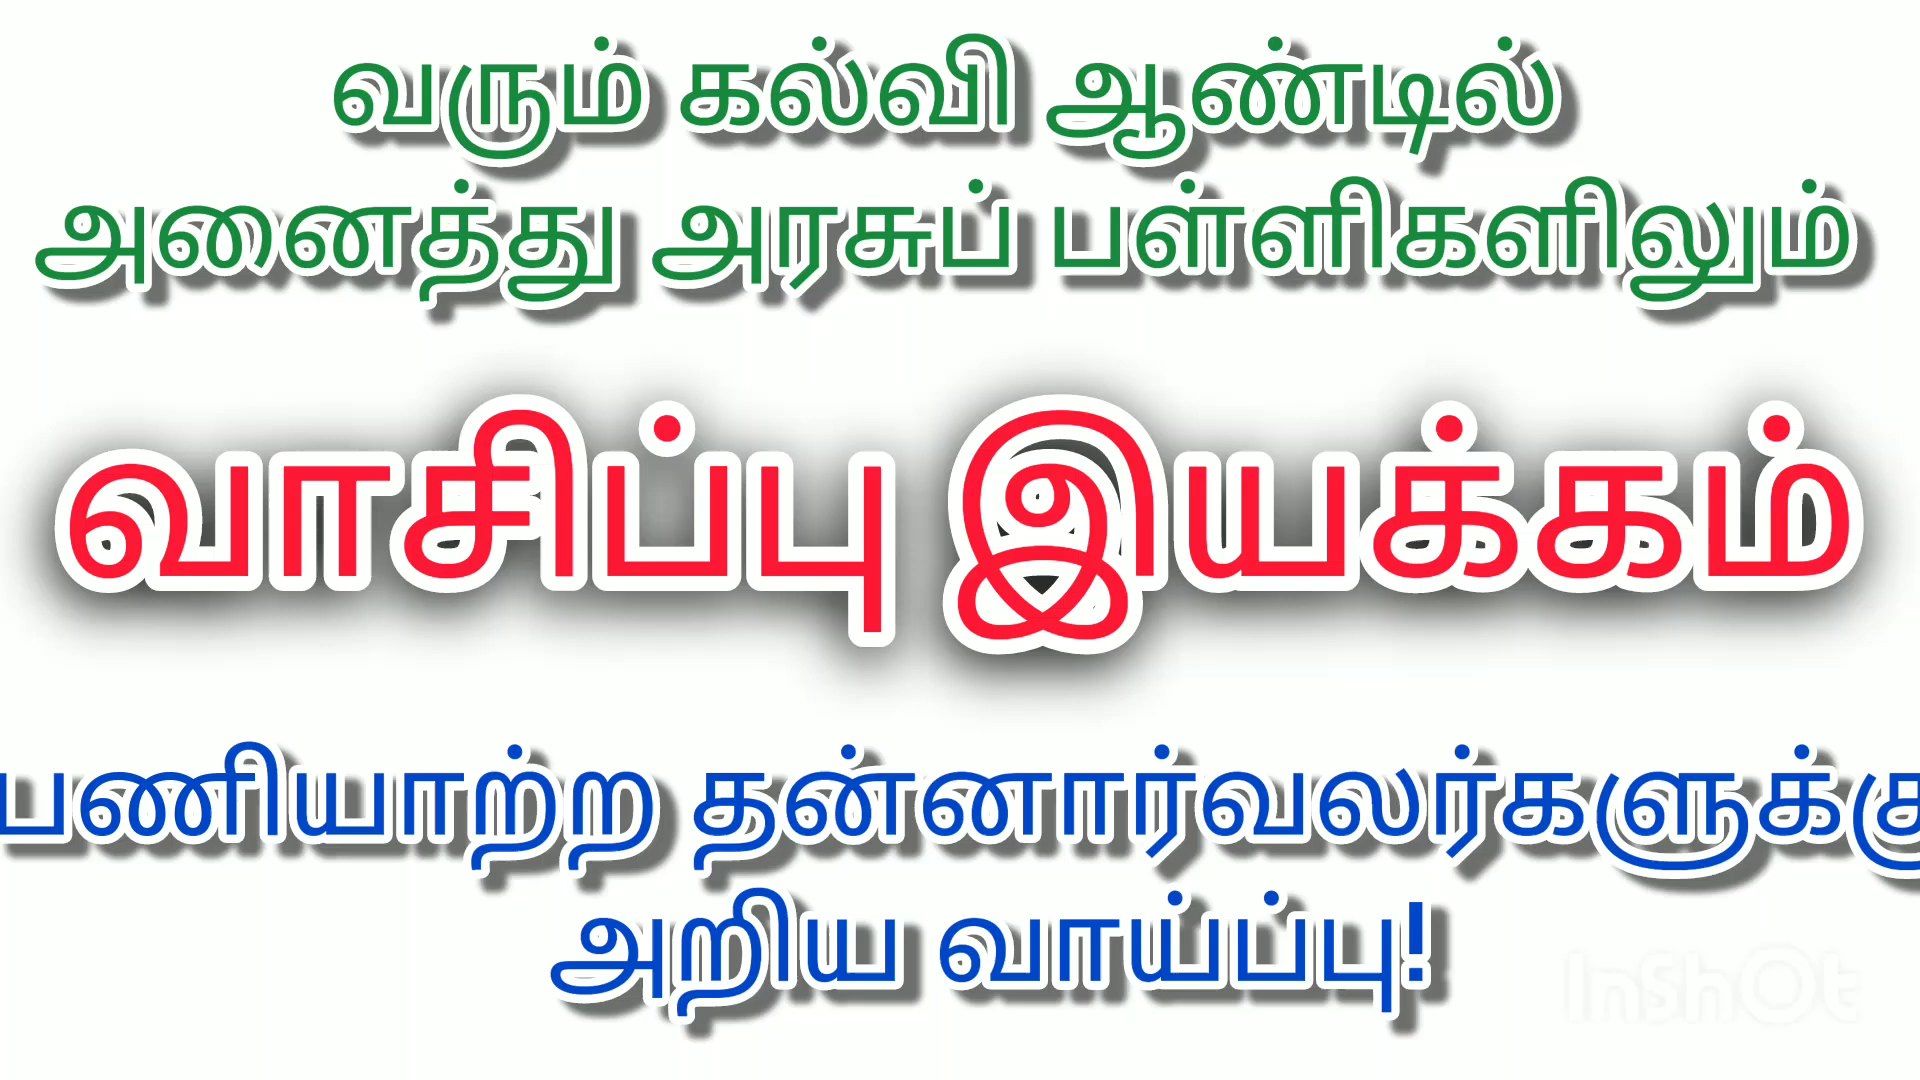 வரும் கல்வி ஆண்டில்
அனைத்து அரசுப் பள்ளிகளிலும்
வாசிப்பு இயக்கம்
பணியாற்ற தன்னார்வலர்களுக்கு
அறிய வாய்ப்பு!
InShOt